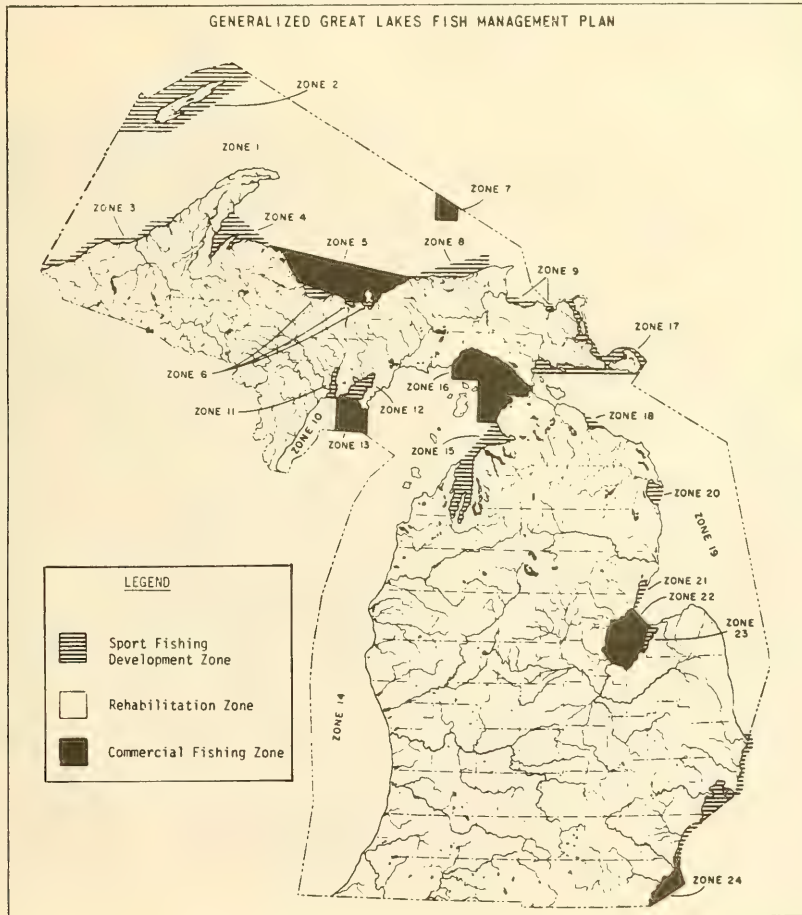 GENERALIZED GREAT LAKES FISH MANAGEMENT PLAN
ZONE 2
ZONE 1
ZONE 7
ZONE 3
ZONE 4
ZONE 5
ZONE 8
ZONE 9
ZONE 17
ZONE 6
ZONE 16
ZONE 11
ZONE 12
ZONE 10
ZONE 13
ZONE 18
ZONE 15
ZONE 20
ZONE 19
ZONE 21
ZONE 22
ZONE
23
ZONE 14
ZONE 24
LEGEND
Sport Fishing
Development Zone
Rehabilitation Zone
Commercial Fishing Zone